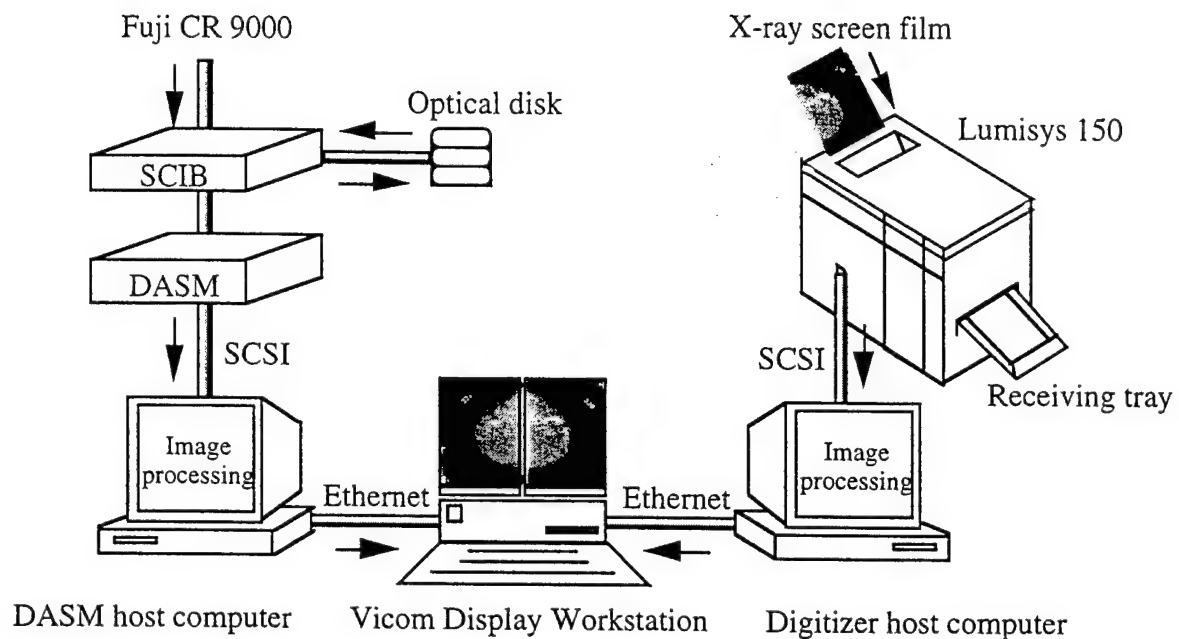 Fuji CR 9000
X-ray screen film
Optical disk
Lumisys 150
SCIB
DASM
SCSI
SCSI
Receiving tray
Image
processing
Image
processing
Ethernet
Ethernet
DASM host computer
Vicom Display Workstation
Digitizer host computer